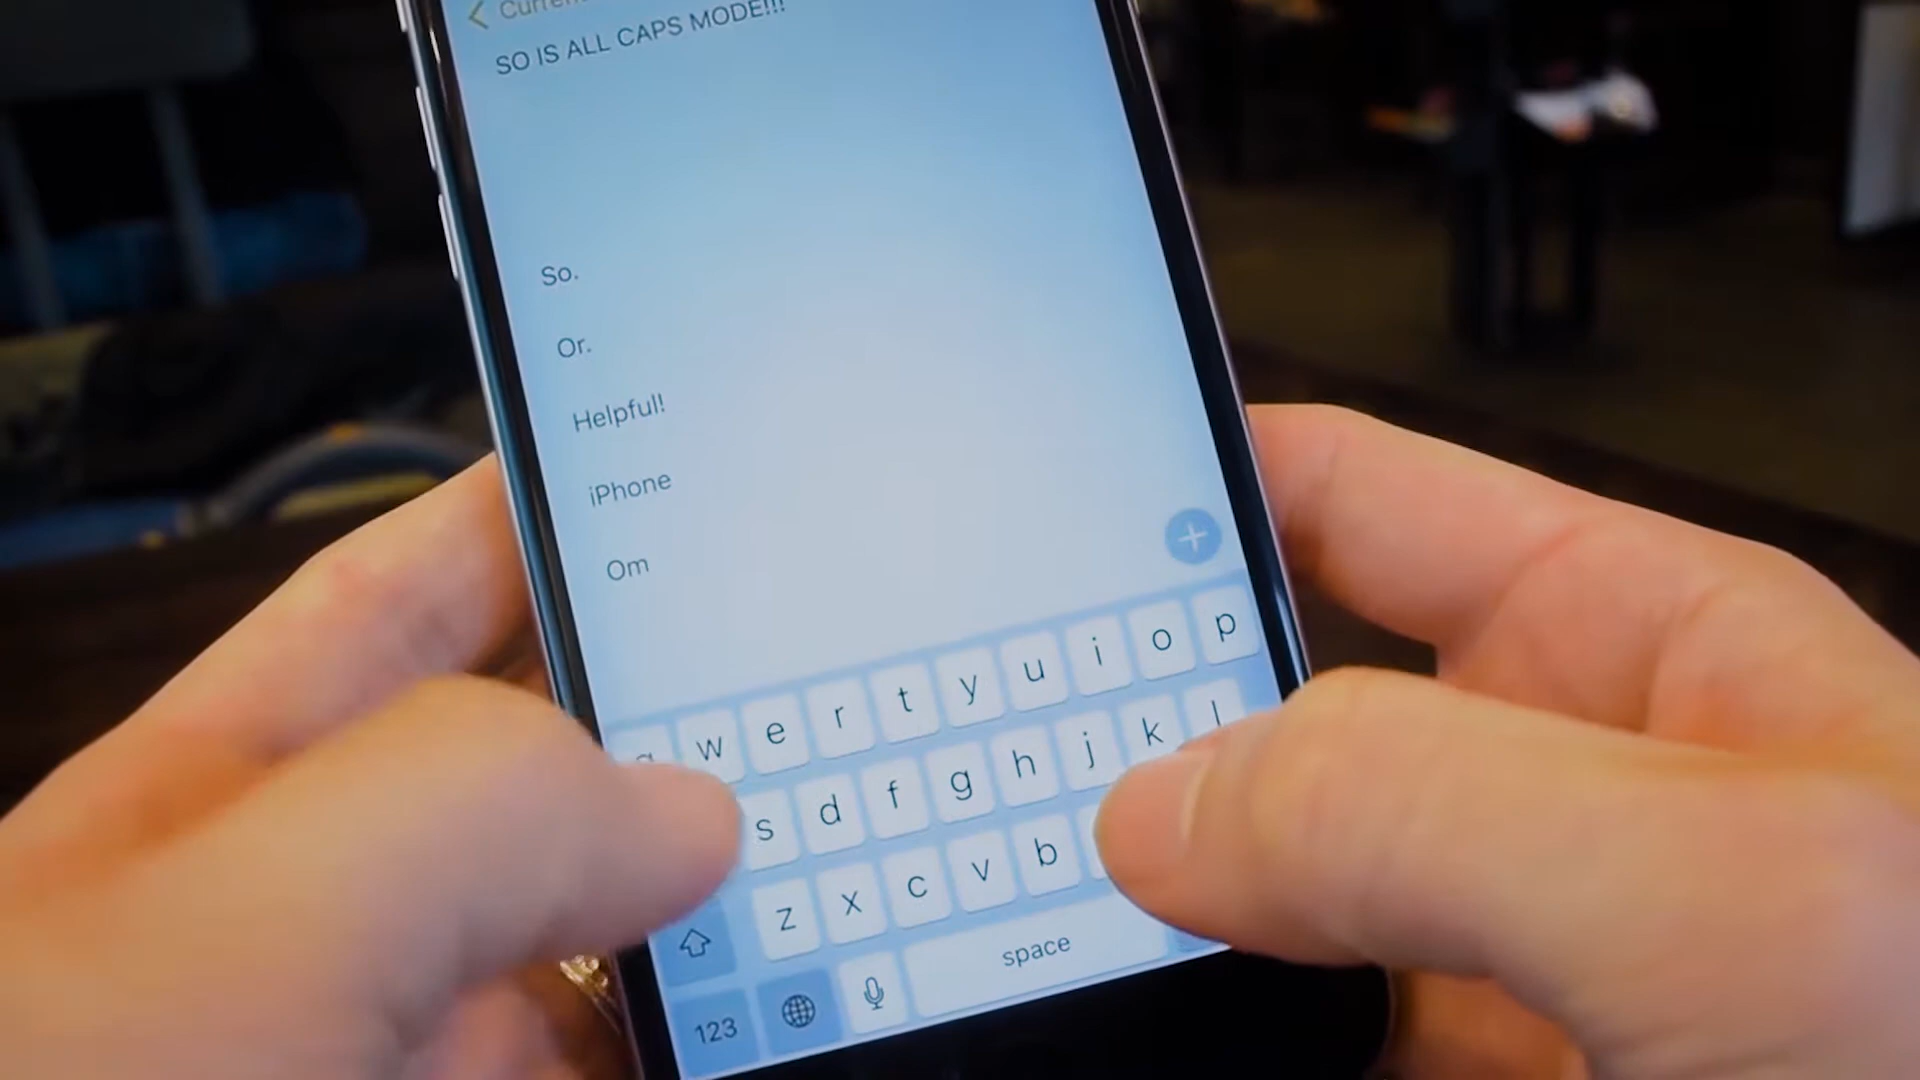 SO IS ALL CAPS MODE!!!
So.
Or.
Helpful!
iPhone
Om
w e r t y u i o p
s d f g h j k l
z x c v b
123 space